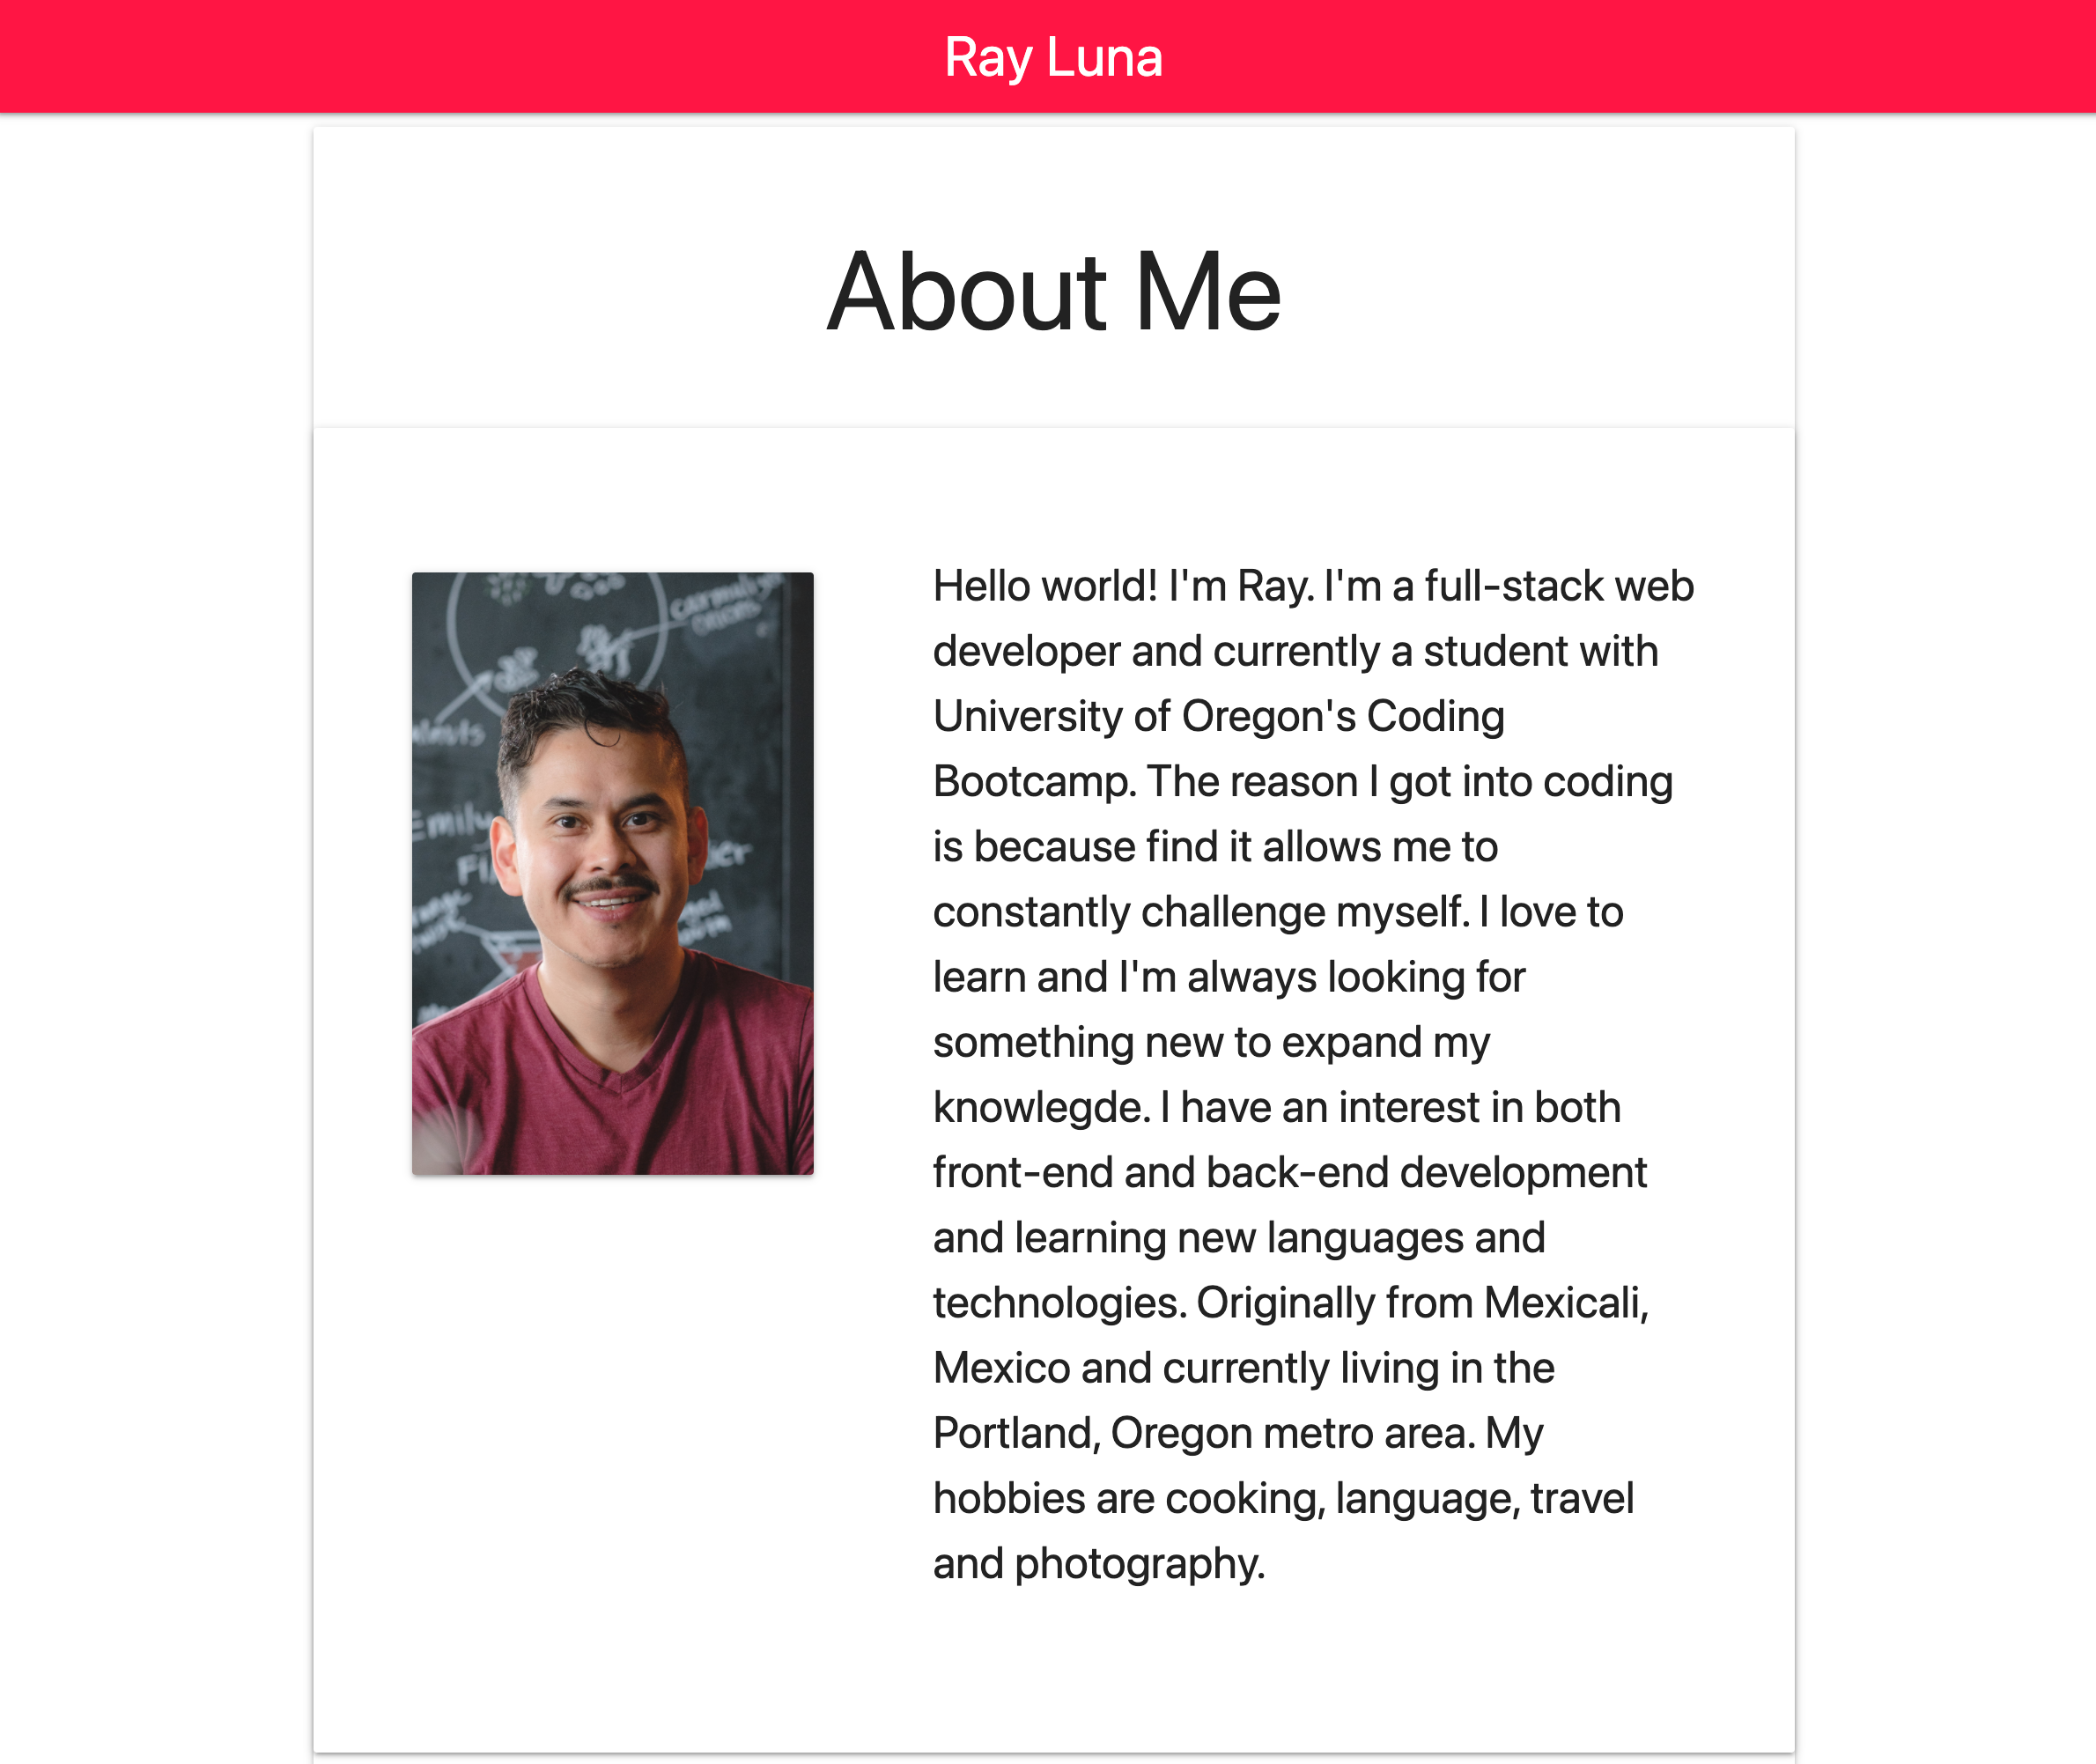 Ray Luna
About Me
Hello world! I'm Ray. I'm a full-stack web
developer and currently a student with
University of Oregon's Coding
Bootcamp. The reason I got into coding
is because find it allows me to
constantly challenge myself. I love to
learn and I'm always looking for
something new to expand my
knowlegde. I have an interest in both
front-end and back-end development
and learning new languages and
technologies. Originally from Mexicali,
Mexico and currently living in the
Portland, Oregon metro area. My
hobbies are cooking, language, travel
and photography.
Emily